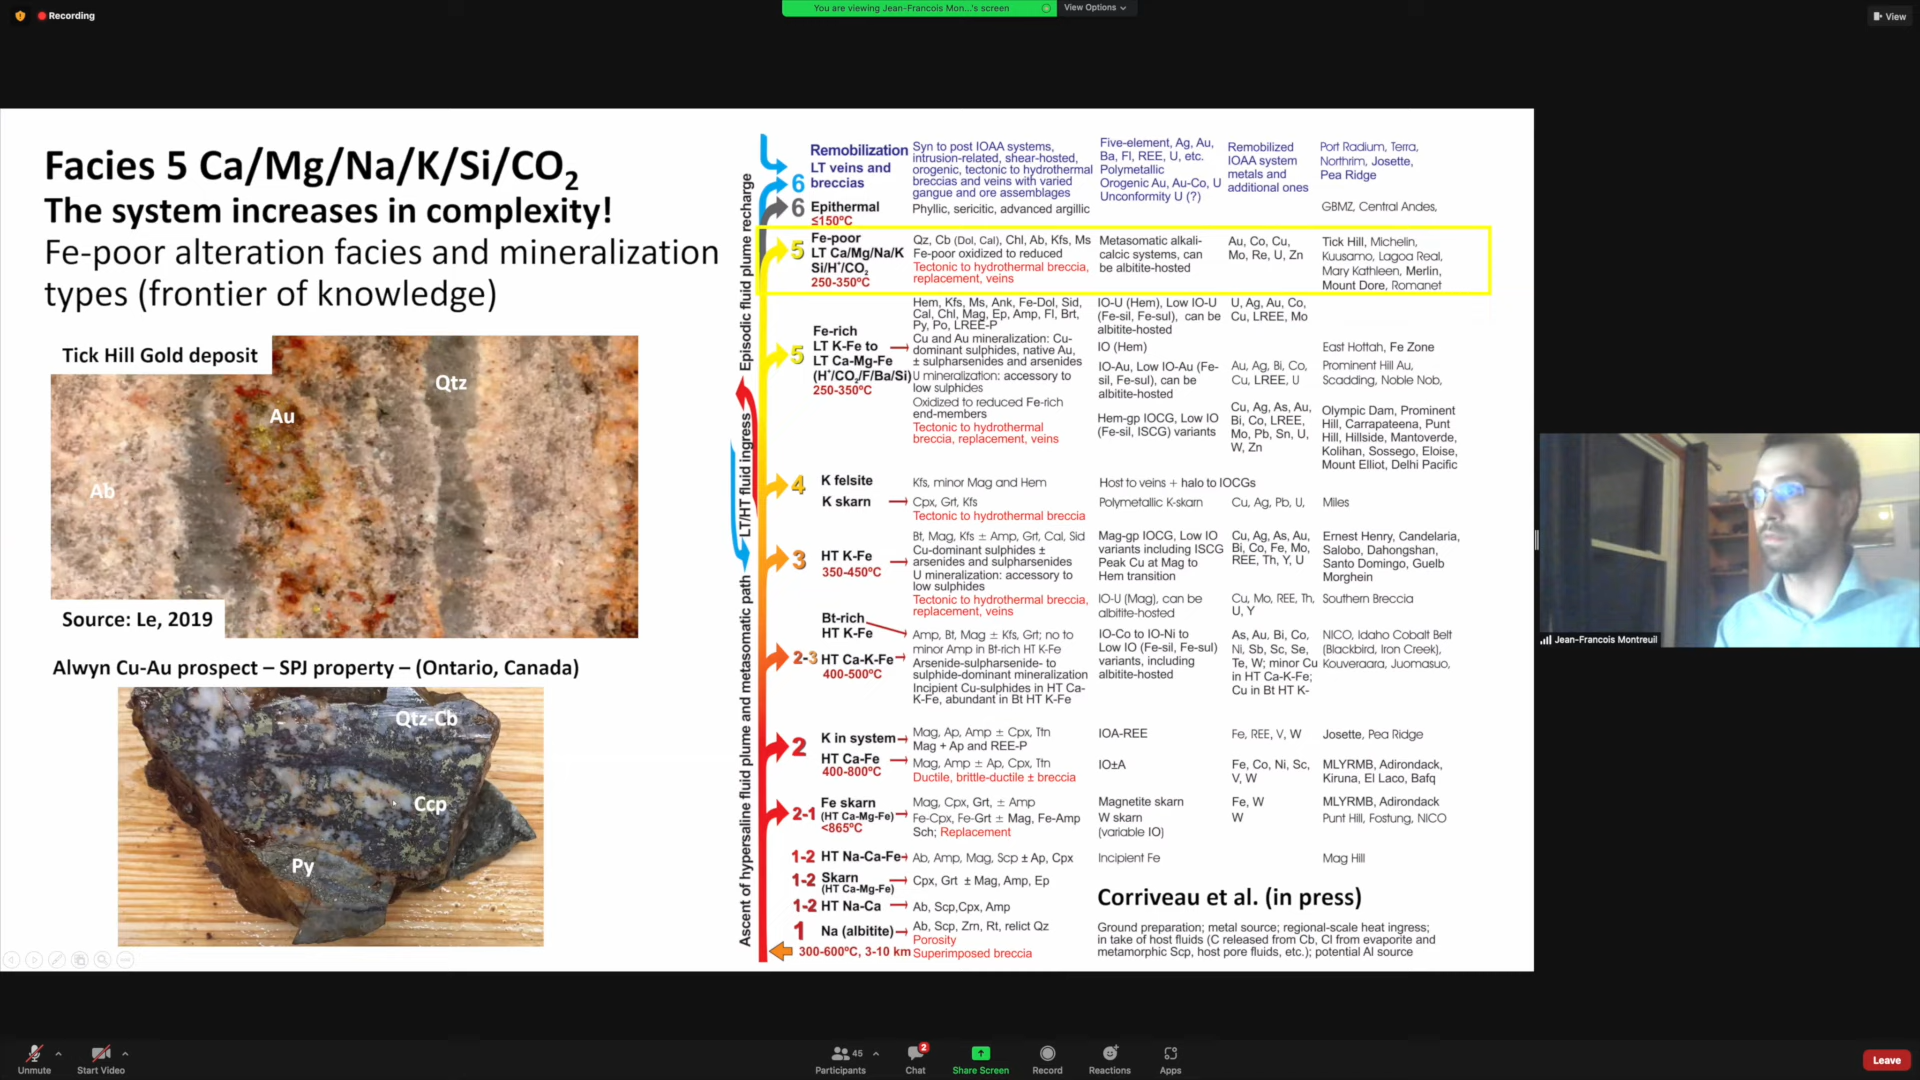 Recording
You are viewing Jean-Francois Mon...'s screen
View Options
View
Facies 5 Ca/Mg/Na/K/Si/CO2
The system increases in complexity!
Fe-poor alteration facies and mineralization
types (frontier of knowledge)
Tick Hill Gold deposit
Qtz
Au
Ab
Source: Le, 2019
Alwyn Cu-Au prospect – SPJ property – (Ontario, Canada)
Qtz-Cb
Ccp
Py
Episodic fluid plume recharge
LT/HT fluid ingress
Ascent of hypersaline fluid plume and metasomatic path
6 Remobilization
LT veins and
breccias
Syn to post IOAA systems,
intrusion-related, shear-hosted,
orogenic, tectonic to hydrothermal
breccias and veins with varied
gangue and ore assemblages
Five-element, Ag, Au,
Ba, Fl, REE, U, etc.
Polymetallic
Orogenic Au, Au-Co, U
Unconformity U (?)
Remobilized
IOAA system
metals and
additional ones
Port Radium, Terra,
Northrim, Josette,
Pea Ridge
6 Epithermal
≤150ºC
Phyllic, sericitic, advanced argillic
GBMZ, Central Andes,
5 Fe-poor
LT Ca/Mg/Na/K
Si/H+/CO2
250-350ºC
Qz, Cb (Dol, Cal), Chl, Ab, Kfs, Ms
Fe-poor oxidized to reduced
Tectonic to hydrothermal breccia,
replacement, veins
Metasomatic alkali-
calcic systems, can
be albitite-hosted
Au, Co, Cu,
Mo, Re, U, Zn
Tick Hill, Michelin,
Kuusamo, Lagoa Real,
Mary Kathleen, Merlin,
Mount Dore, Romanet
5 Fe-rich
LT K-Fe to
LT Ca-Mg-Fe
(H+/CO2/F/Ba/Si)
250-350ºC
Hem, Kfs, Ms, Ank, Fe-Dol, Sid,
Cal, Chl, Mag, Ep, Amp, Fl, Brt,
Py, Po, LREE-P
Cu and Au mineralization: Cu-
dominant sulphides, native Au,
± sulpharsenides and arsenides
U mineralization: accessory to
low sulphides
Oxidized to reduced Fe-rich
end-members
Tectonic to hydrothermal
breccia, replacement, veins
IO-U (Hem), Low IO-U
(Fe-sil, Fe-sul), can be
albitite-hosted
IO (Hem)
IO-Au, Low IO-Au (Fe-
sil, Fe-sul), can be
albitite-hosted
Hem-gp IOCG, Low IO
(Fe-sil, ISCG) variants
U, Ag, Au, Co,
Cu, LREE, Mo
Au, Ag, Bi, Co,
Cu, LREE, U
Cu, Ag, As, Au,
Bi, Co, LREE,
Mo, Pb, Sn, U,
W, Zn
East Hottah, Fe Zone
Prominent Hill Au,
Scadding, Noble Nob,
Olympic Dam, Prominent
Hill, Carrapateena, Punt
Hill, Hillside, Mantoverde,
Kolihan, Sossego, Eloise,
Mount Elliot, Delhi Pacific
4 K felsite
Kfs, minor Mag and Hem
Host to veins + halo to IOCGs
K skarn
Cpx, Grt, Kfs
Tectonic to hydrothermal breccia
Polymetallic K-skarn
Cu, Ag, Pb, U,
Miles
3 HT K-Fe
350-450ºC
Bt, Mag, Kfs ± Amp, Grt, Cal, Sid
Cu-dominant sulphides ±
arsenides and sulpharsenides
U mineralization: accessory to
low sulphides
Tectonic to hydrothermal breccia,
replacement, veins
Mag-gp IOCG, Low IO
variants including ISCG
Peak Cu at Mag to
Hem transition
IO-U (Mag), can be
albitite-hosted
Cu, Ag, As, Au,
Bi, Co, Fe, Mo,
REE, Th, Y, U
Cu, Mo, REE, Th,
U, Y
Ernest Henry, Candelaria,
Salobo, Dahongshan,
Santo Domingo, Guelb
Morghein
Southern Breccia
Bt-rich
HT K-Fe
2-3 HT Ca-K-Fe
400-500ºC
Amp, Bt, Mag ± Kfs, Grt; no to
minor Amp in Bt-rich HT K-Fe
Arsenide-sulpharsenide- to
sulphide-dominant mineralization
Incipient Cu-sulphides in HT Ca-
K-Fe, abundant in Bt HT K-Fe
IO-Co to IO-Ni to
Low IO (Fe-sil, Fe-sul)
variants, including
albitite-hosted
As, Au, Bi, Co,
Ni, Sb, Sc, Se,
Te, W; minor Cu
in HT Ca-K-Fe;
Cu in Bt HT K-
NICO, Idaho Cobalt Belt
(Blackbird, Iron Creek),
Kouveraara, Juomasuo,
2 K in system
Mag, Ap, Amp ± Cpx, Ttn
Mag + Ap and REE-P
IOA-REE
Fe, REE, V, W
Josette, Pea Ridge
HT Ca-Fe
400-800ºC
Mag, Amp ± Ap, Cpx, Ttn
Ductile, brittle-ductile ± breccia
IO±A
Fe, Co, Ni, Sc,
V, W
MLYRMB, Adirondack,
Kiruna, El Laco, Bafq
2-1 Fe skarn
(HT Ca-Mg-Fe)
<865ºC
Mag, Cpx, Grt, ± Amp
Fe-Cpx, Fe-Grt ± Mag, Fe-Amp
Sch; Replacement
Magnetite skarn
W skarn
(variable IO)
Fe, W
W
MLYRMB, Adirondack
Punt Hill, Fostung, NICO
1-2 HT Na-Ca-Fe
Ab, Amp, Mag, Scp ± Ap, Cpx
Incipient Fe
Mag Hill
1-2 Skarn
(HT Ca-Mg-Fe)
Cpx, Grt ± Mag, Amp, Ep
1-2 HT Na-Ca
Ab, Scp,Cpx, Amp
1 Na (albitite)
Ab, Scp, Zrn, Rt, relict Qz
Porosity
300-600ºC, 3-10 km
Superimposed breccia
Corriveau et al. (in press)
Ground preparation; metal source; regional-scale heat ingress;
in take of host fluids (C released from Cb, Cl from evaporite and
metamorphic Scp, host pore fluids, etc.); potential Al source
Jean-Francois Montreuil
Unmute
Start Video
45
Participants
2
Chat
Share Screen
Record
Reactions
Apps
Leave